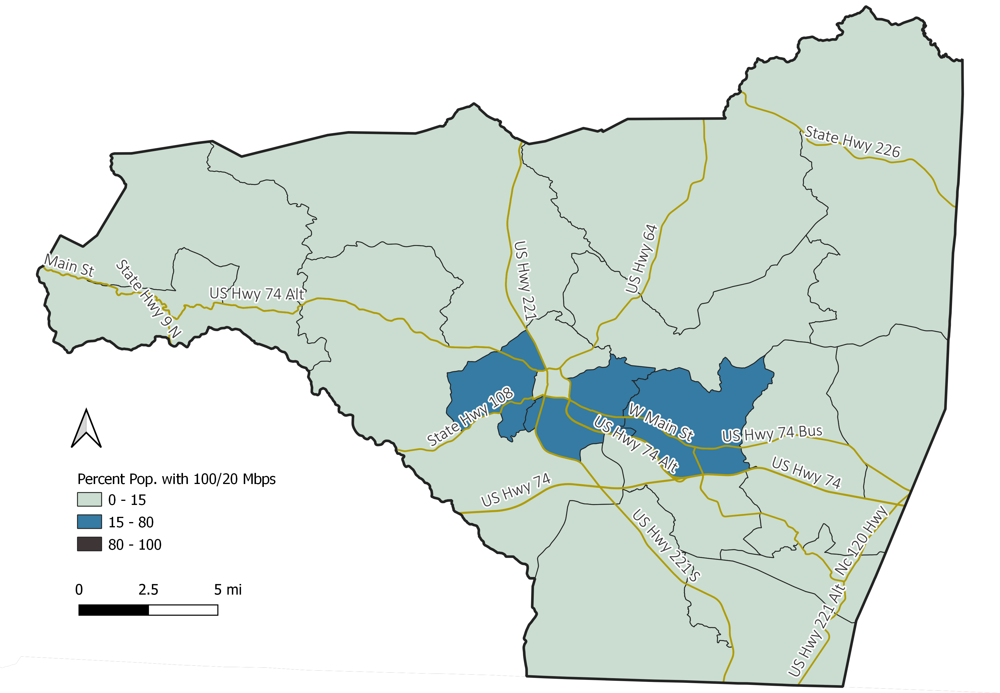 State Hwy 226
US Hwy 64
US Hwy 221
Main St
State Hwy 9 N
US Hwy 74 Alt
State Hwy 108
W Main St
US Hwy 74 Alt
US Hwy 74 Bus
US Hwy 74
US Hwy 74
US Hwy 221 S
Nc 120 Hwy
US Hwy 221 Alt
Percent Pop. with 100/20 Mbps
0 - 15
15 - 80
80 - 100
0 2.5 5 mi